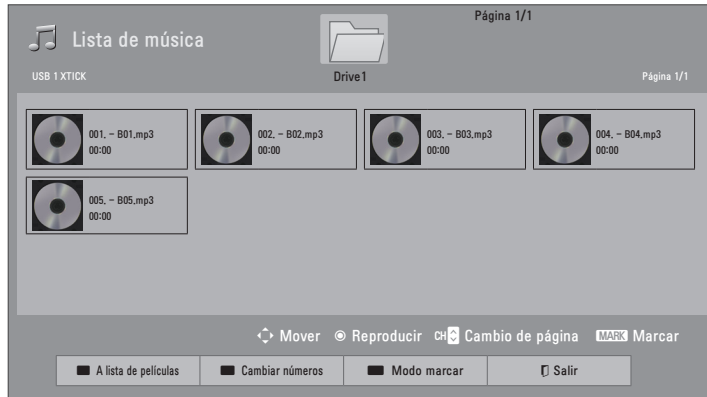 Página 1/1
Lista de música
USB 1 XTICK
Drive1
Página 1/1
001. - B01.mp3
00:00
002. - B02.mp3
00:00
003. - B03.mp3
00:00
004. - B04.mp3
00:00
005. - B05.mp3
00:00
Mover Reproducir CH Cambio de página MARK Marcar
A lista de películas Cambiar números Modo marcar Salir